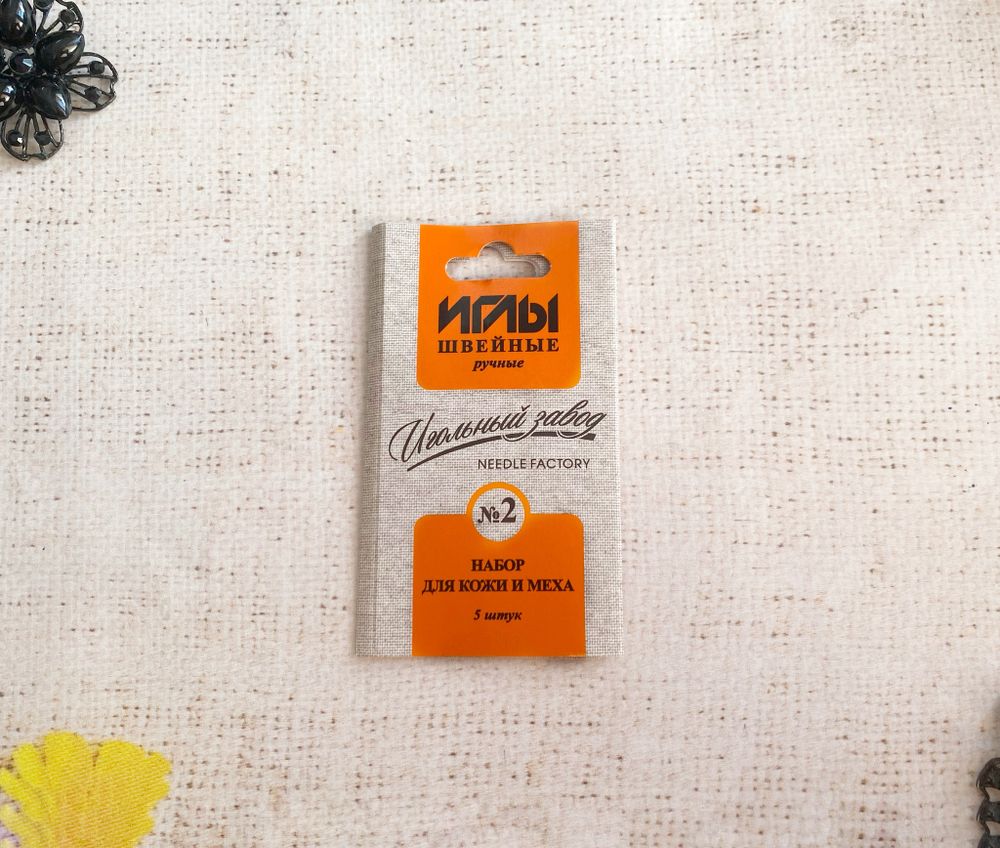 ИГЛЫ
ШВЕЙНЫЕ
ручные
Игольный завод
NEEDLE FACTORY
№2
НАБОР
ДЛЯ КОЖИ И МЕХА
5 штук